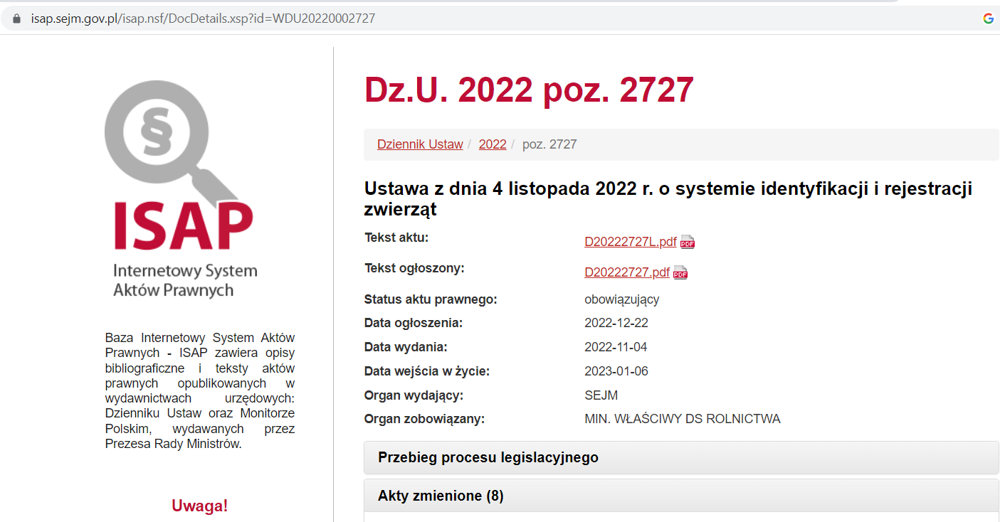 isap.sejm.gov.pl/isap.nsf/DocDetails.xsp?id=WDU20220002727
§
ISAP
Internetowy System
Aktów Prawnych
Baza Internetowy System Aktów
Prawnych - ISAP zawiera opisy
bibliograficzne i teksty aktów
prawnych opublikowanych w
wydawnictwach urzędowych:
Dzienniku Ustaw oraz Monitorze
Polskim, wydawanych przez
Prezesa Rady Ministrów.
Uwaga!
Dz.U. 2022 poz. 2727
Dziennik Ustaw / 2022 / poz. 2727
Ustawa z dnia 4 listopada 2022 r. o systemie identyfikacji i rejestracji
zwierząt
Tekst aktu: D20222727L.pdf PDF
Tekst ogłoszony: D20222727.pdf PDF
Status aktu prawnego: obowiązujący
Data ogłoszenia: 2022-12-22
Data wydania: 2022-11-04
Data wejścia w życie: 2023-01-06
Organ wydający: SEJM
Organ zobowiązany: MIN. WŁAŚCIWY DS ROLNICTWA
Przebieg procesu legislacyjnego
Akty zmienione (8)